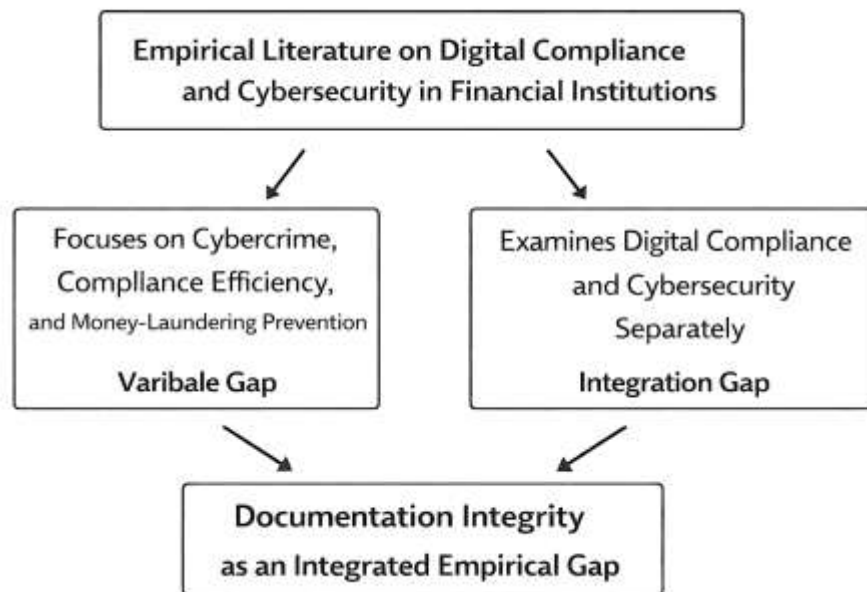 Empirical Literature on Digital Compliance
and Cybersecurity in Financial Institutions
Focuses on Cybercrime,
Compllance Efficiency,
and Money-Laundering Prevention
Varibale Gap
Examines Digital Compliance
and Cybersecurity
Separately
Integration Gap
Documentation Integrity
as an Integrated Empirical Gap